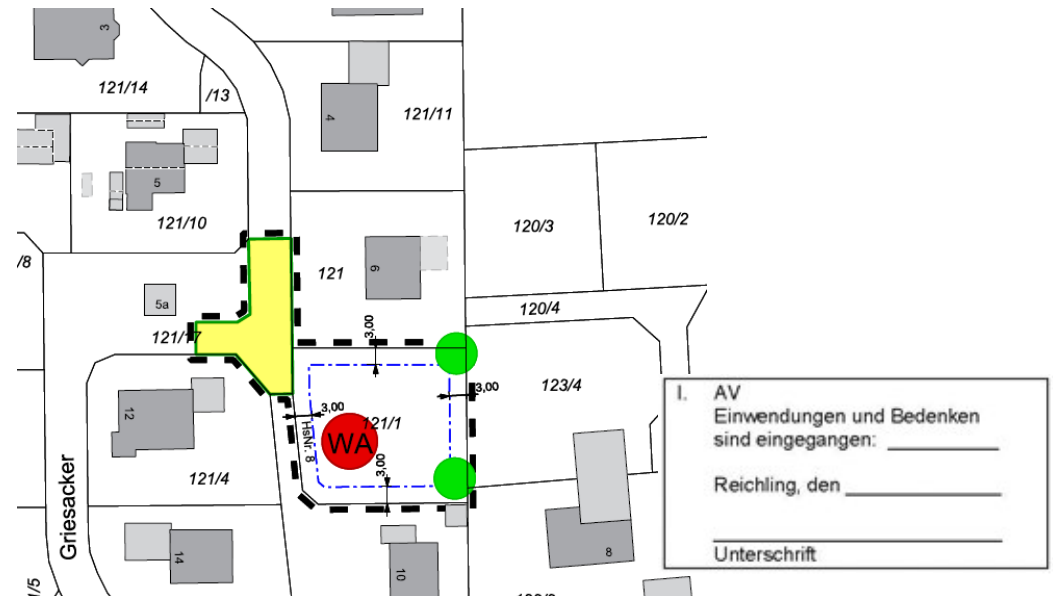 3
121/14
/13
4
121/11
5
121/10
120/3
120/2
/8
121
6
5a
120/4
121/17
3,00
3,00
123/4
3,00
121/1
WA
HsNr. 8
3,00
12
121/4
Griesacker
14
10
8
1/5
I. AV
Einwendungen und Bedenken
sind eingegangen:
Reichling, den
Unterschrift